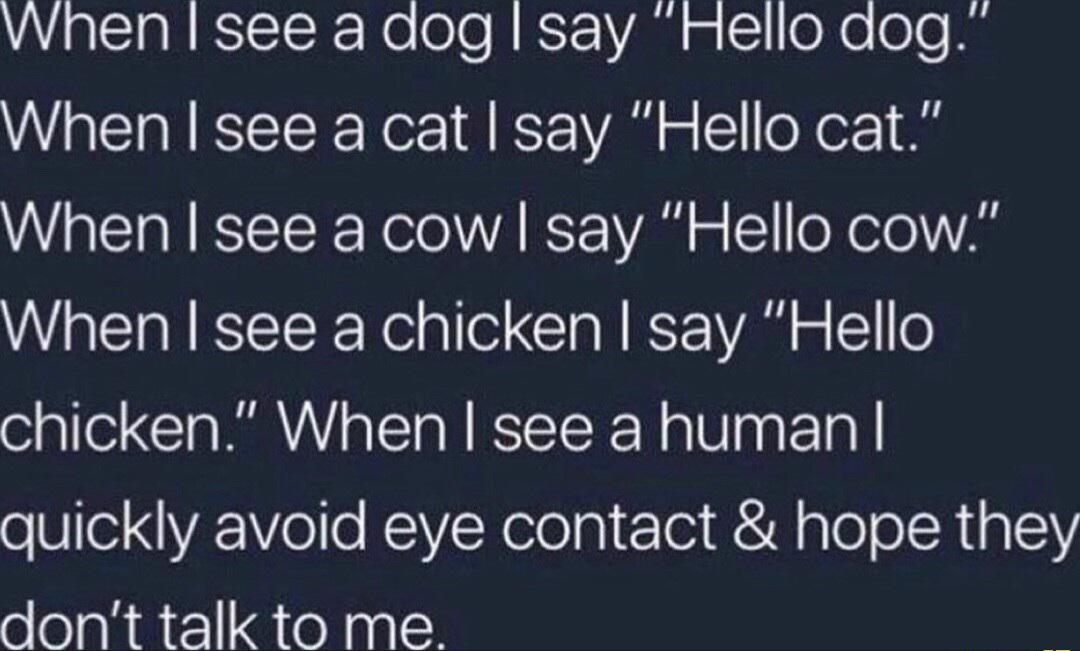 When I see a dog I say "Hello dog."
When I see a cat I say "Hello cat."
When I see a cow I say "Hello cow."
When I see a chicken I say "Hello
chicken." When I see a human I
quickly avoid eye contact & hope they
don't talk to me.